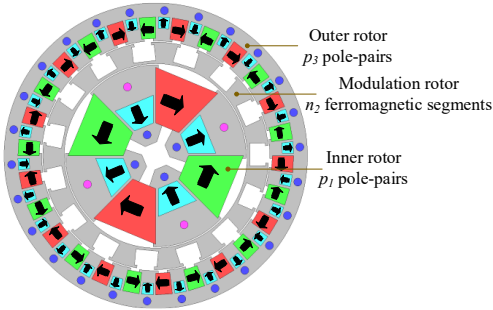 Outer rotor
p3 pole-pairs
Modulation rotor
n2 ferromagnetic segments
Inner rotor
p1 pole-pairs